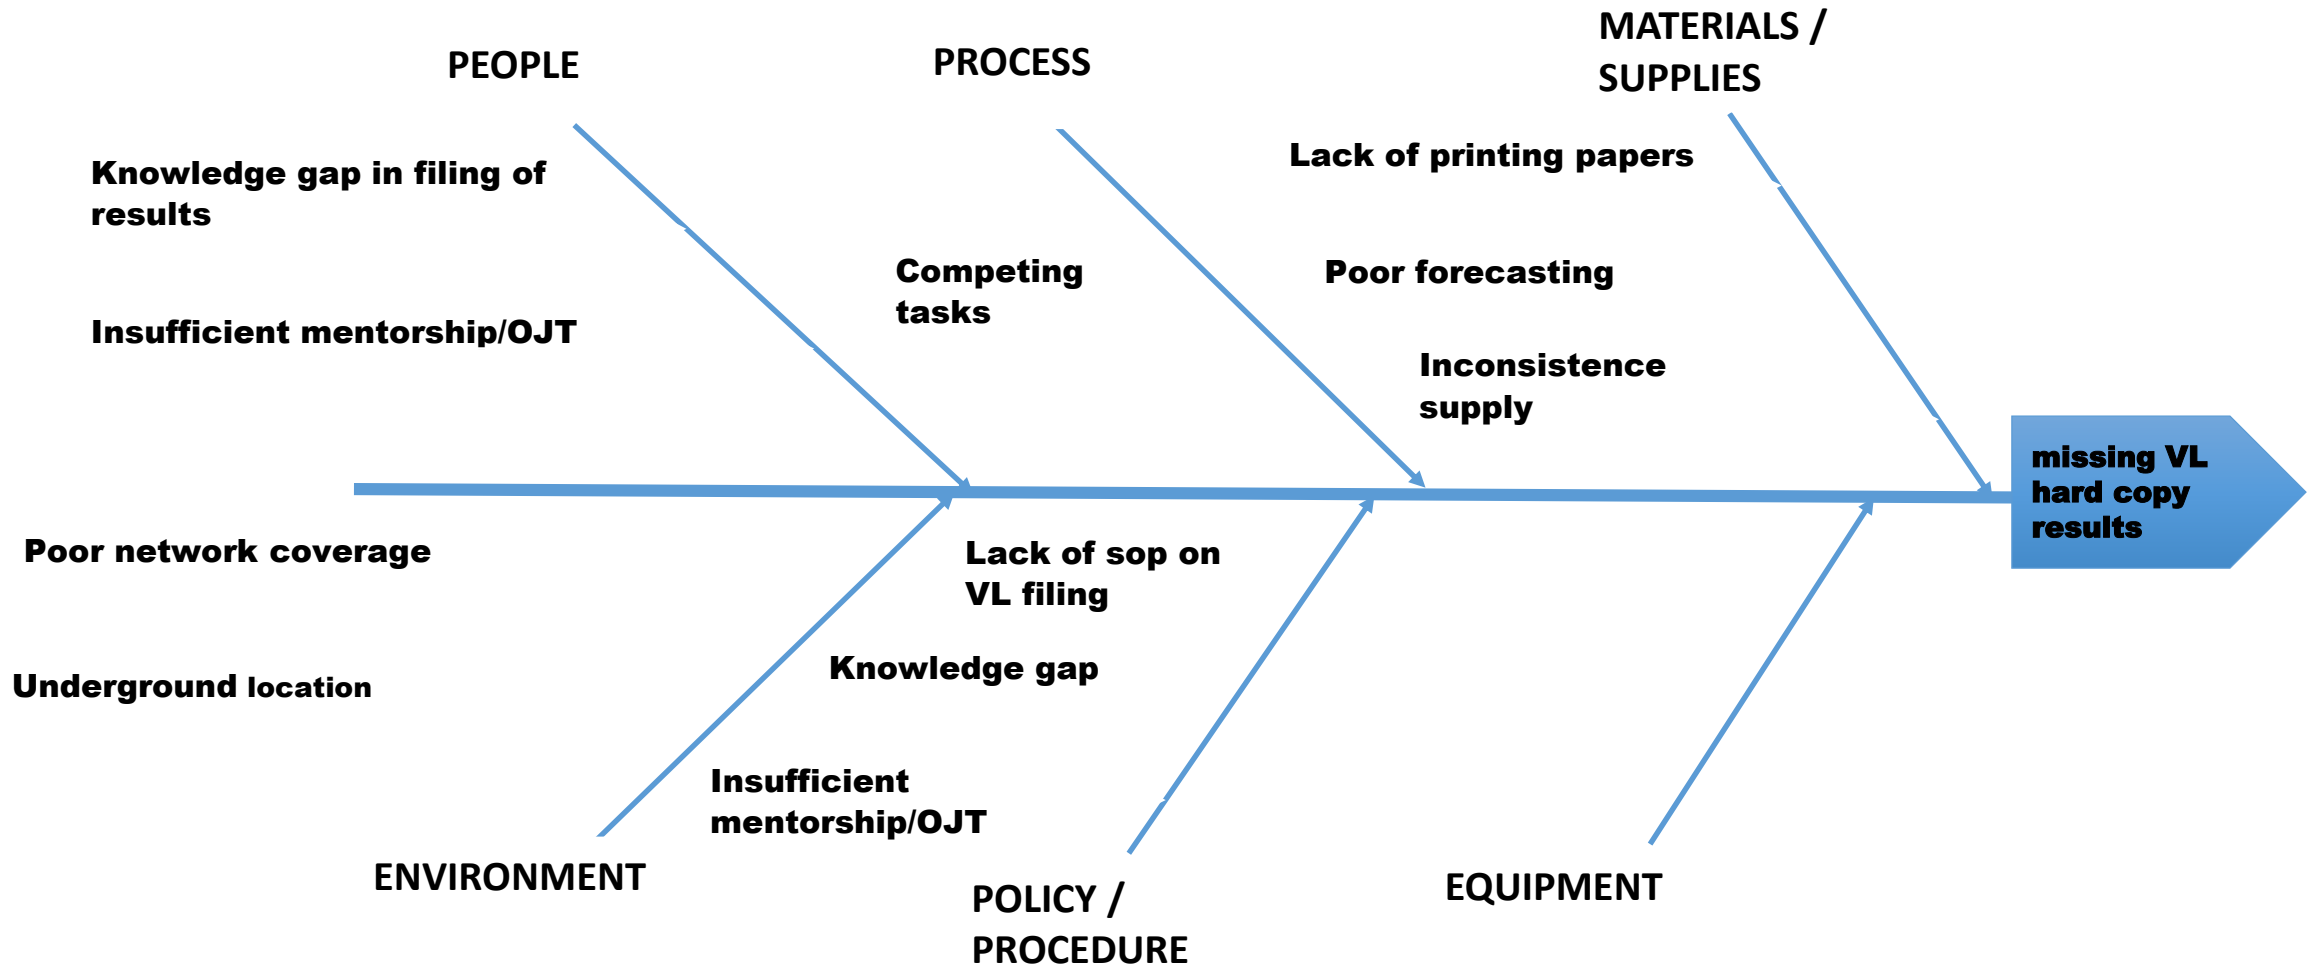 PEOPLE
PROCESS
MATERIALS /
SUPPLIES
Knowledge gap in filing of
results
Insufficient mentorship/OJT
Competing
tasks
Lack of printing papers
Poor forecasting
Inconsistence
supply
missing VL
hard copy
results
Poor network coverage
Underground location
Lack of sop on
VL filing
Knowledge gap
Insufficient
mentorship/OJT
ENVIRONMENT
POLICY /
PROCEDURE
EQUIPMENT